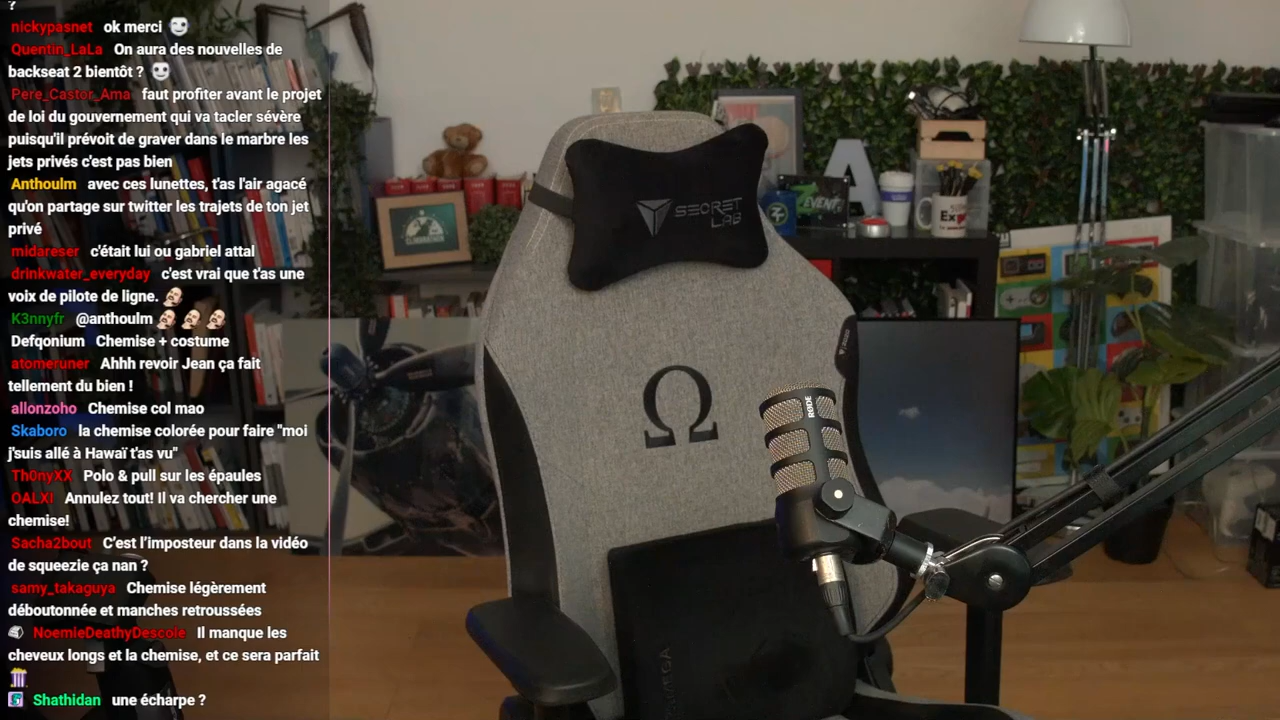 ?
nickypasnet ok merci
Quentin_LaLa On aura des nouvelles de
backseat 2 bientôt ?
Pere_Castor_Ama faut profiter avant le projet
de loi du gouvernement qui va tacler sévère
puisqu'il prévoit de graver dans le marbre les
jets privés c'est pas bien
Anthoulm avec ces lunettes, t'as l'air agacé
qu'on partage sur twitter les trajets de ton jet
privé
midareser c'était lui ou gabriel attal
drinkwater_everyday c'est vrai que t'as une
voix de pilote de ligne.
K3nnyfr @anthoulm
Defqonium Chemise + costume
atomeruner Ahhh revoir Jean ça fait
tellement du bien !
allonzoho Chemise col mao
Skaboro la chemise colorée pour faire "moi
j'suis allé à Hawaï t'as vu"
Th0nyXX Polo & pull sur les épaules
OALXI Annulez tout! Il va chercher une
chemise!
Sacha2bout C'est l'imposteur dans la vidéo
de squeezie ça nan ?
samy_takaguya Chemise légèrement
déboutonnée et manches retroussées
NoemieDeathyDescole Il manque les
cheveux longs et la chemise, et ce sera parfait
Shathidan une écharpe ?
SECRET
LAB
Ω
RØDE
A
EVENT